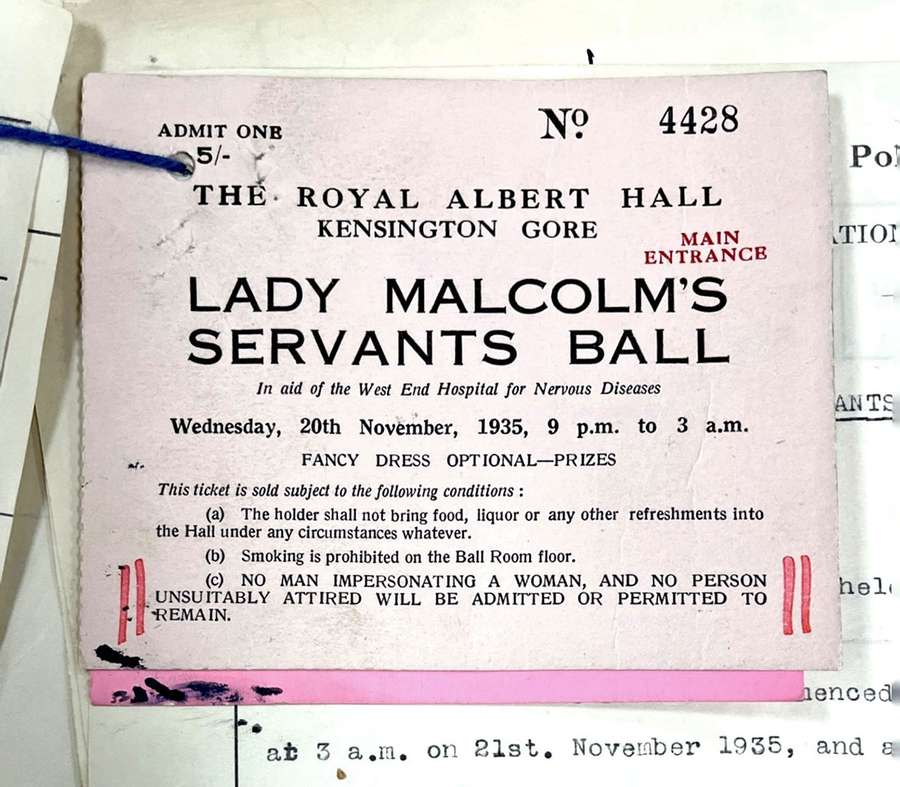 ADMIT ONE
5/-
Nº. 4428
THE ROYAL ALBERT HALL
KENSINGTON GORE
MAIN
ENTRANCE
LADY MALCOLM'S
SERVANTS BALL
In aid of the West End Hospital for Nervous Diseases
Wednesday, 20th November, 1935, 9 p.m. to 3 a.m.
FANCY DRESS OPTIONAL—PRIZES
This ticket is sold subject to the following conditions :
(a) The holder shall not bring food, liquor or any other refreshments into
the Hall under any circumstances whatever.
(b) Smoking is prohibited on the Ball Room floor.
(c) NO MAN IMPERSONATING A WOMAN, AND NO PERSON
UNSUITABLY ATTIRED WILL BE ADMITTED OR PERMITTED TO
REMAIN.
at 3 a.m. on 21st. November 1935, and